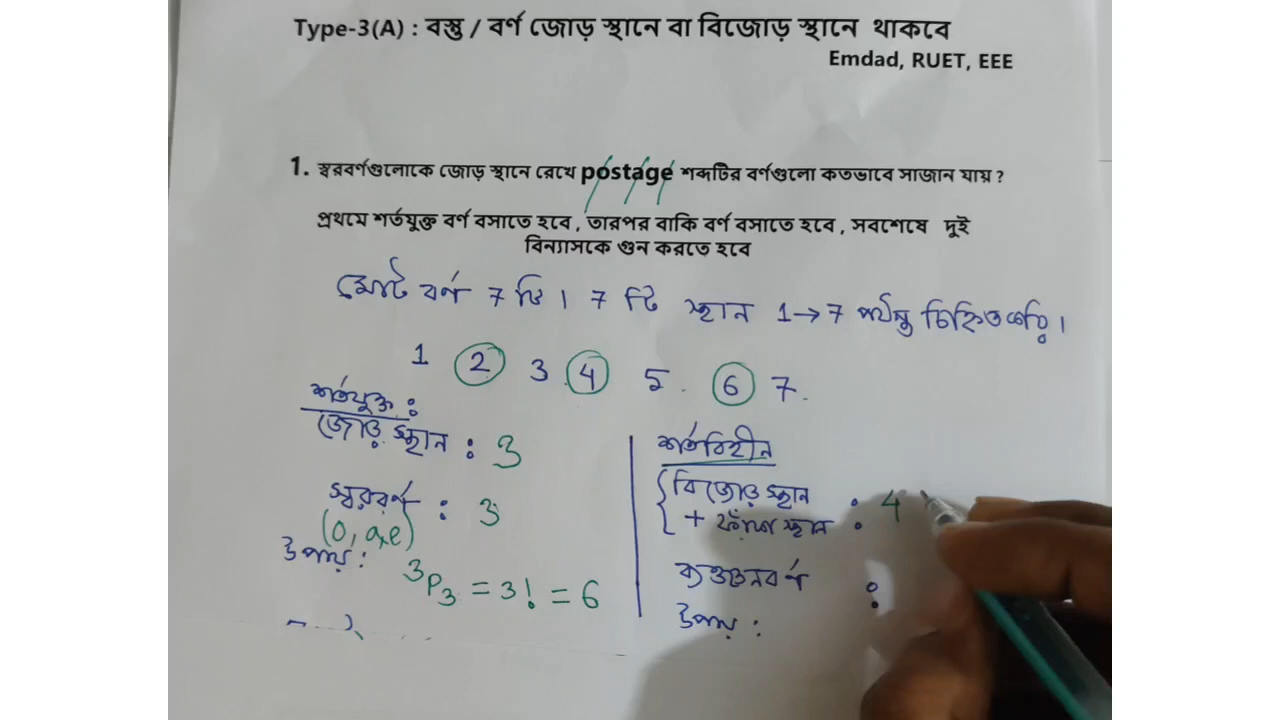 Type-3(A) : বস্তু / বর্ণ জোড় স্থানে বা বিজোড় স্থানে থাকবে
Emdad, RUET, EEE
1. স্বরবর্ণগুলোকে জোড় স্থানে রেখে postage শব্দটির বর্ণগুলো কতভাবে সাজান যায় ?
প্রথমে শর্তযুক্ত বর্ণ বসাতে হবে , তারপর বাকি বর্ণ বসাতে হবে , সবশেষে দুই
বিন্যাসকে গুন করতে হবে
মোট বর্ণ 7 টি । 7 টি স্থান 1→7 পর্যন্ত চিহ্নিত করি ।
1 2 3 4 5 6 7
শর্তযুক্ত :
জোড় স্থান : 3
স্বরবর্ণ : 3
(o, a, e)
উপায় : ³P₃ = 3! = 6
শর্তবিহীন
বিজোড় স্থান
+ ফাঁকা স্থান : 4
ব্যঞ্জনবর্ণ :
উপায় :